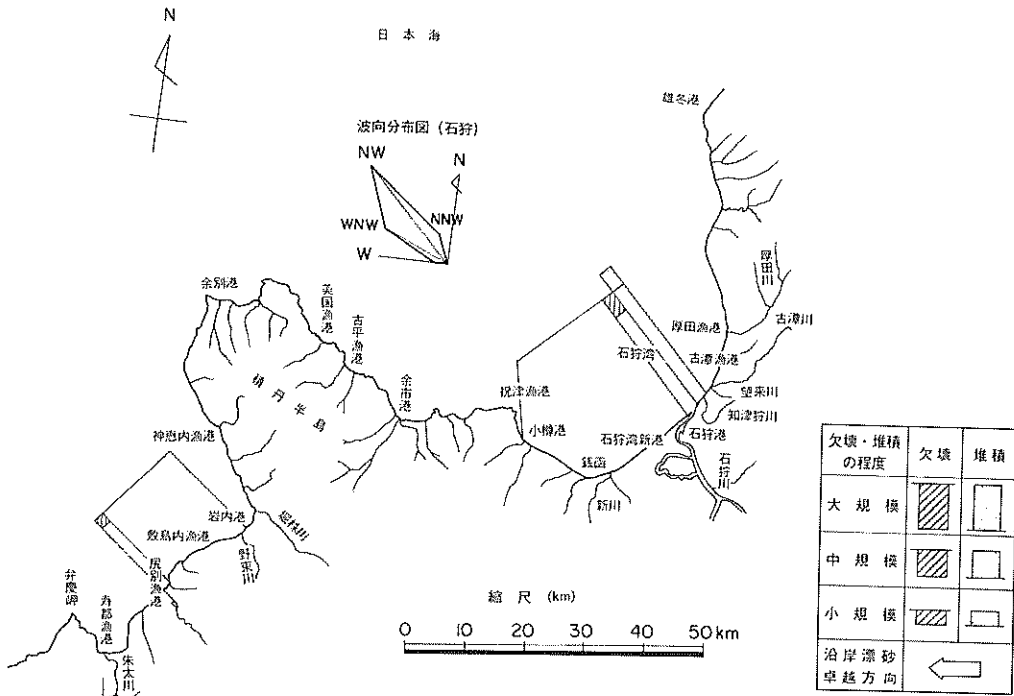 N
日本海
雄冬港
波向分布図（石狩）
NW
N
WNW
NNW
W
余別港
美国漁港
古平漁港
積丹半島
余市港
神恵内漁港
祝津漁港
小樽港
銭函
新川
石狩湾
石狩湾新港
石狩港
石狩川
厚田川
厚田漁港
古潭川
古潭漁港
望来川
知津狩川
岩内港
堀株川
敷島内漁港
野束川
尻別漁港
弁慶岬
寿都漁港
朱太川
縮尺 (km)
0 10 20 30 40 50 km
欠壊・堆積の程度
欠壊
堆積
大規模
中規模
小規模
沿岸漂砂
卓越方向